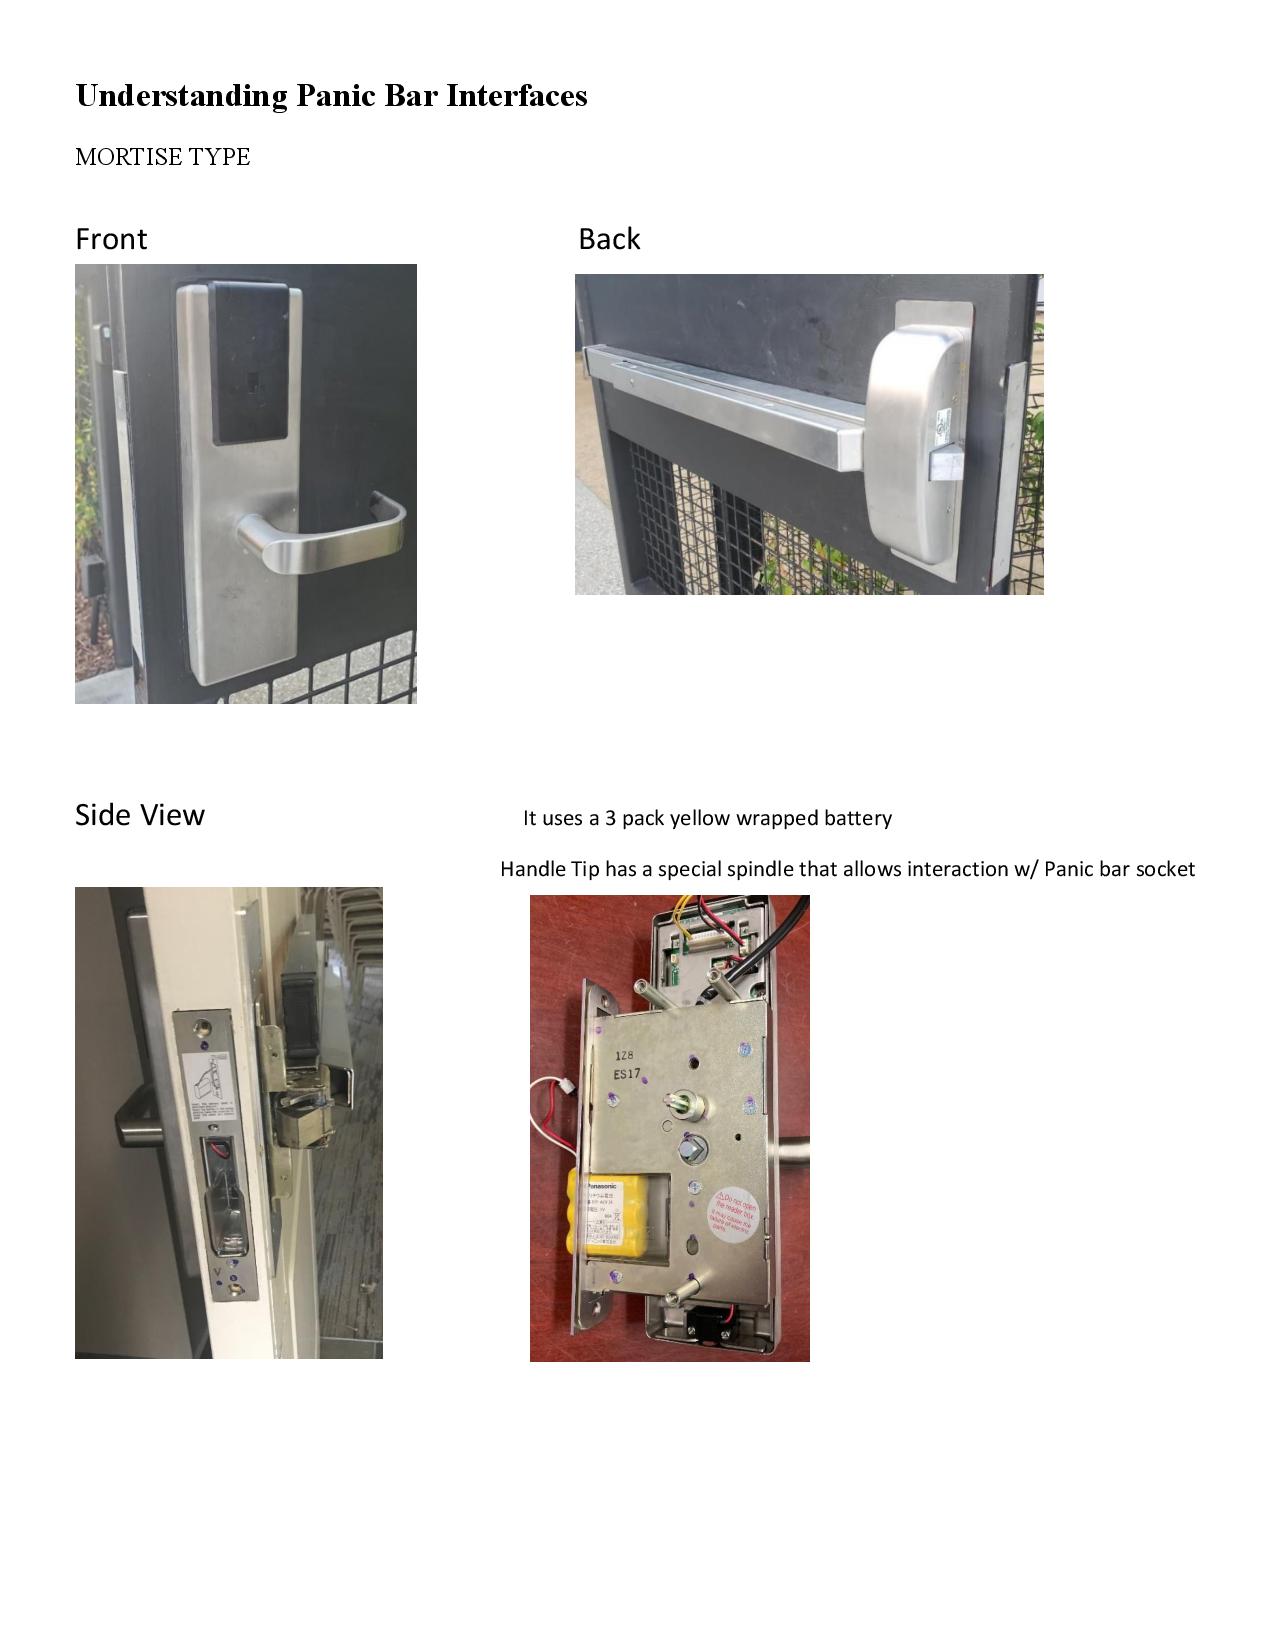 Understanding Panic Bar Interfaces
MORTISE TYPE
Front
Back
Side View
It uses a 3 pack yellow wrapped battery
Handle Tip has a special spindle that allows interaction w/ Panic bar socket
1Z8
ES17
Panasonic
Do not open
the reader box
V